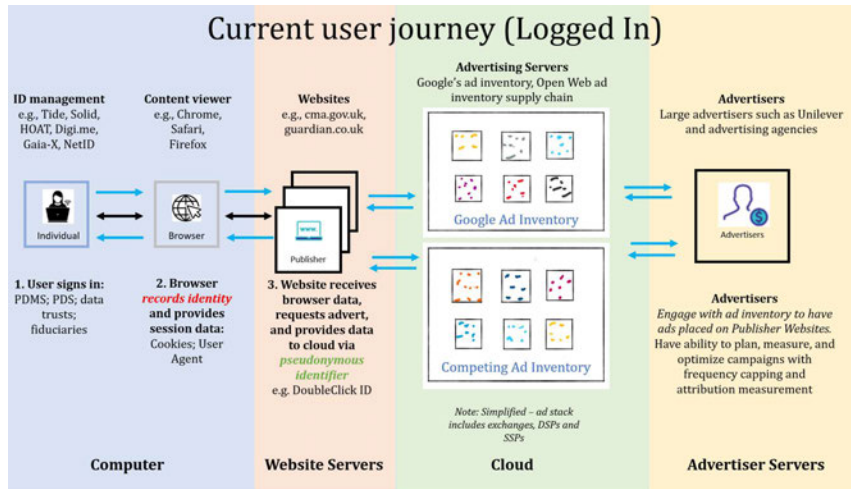 Current user journey (Logged In)
ID management
e.g., Tide, Solid,
HOAT, Digi.me,
Gaia-X, NetID
Content viewer
e.g., Chrome,
Safari,
Firefox
Websites
e.g., cma.gov.uk,
guardian.co.uk
Advertising Servers
Google's ad inventory, Open Web ad
inventory supply chain
Advertisers
Large advertisers such as Unilever
and advertising agencies
Individual
Browser
www
Publisher
Google Ad Inventory
Competing Ad Inventory
$
Advertisers
1. User signs in:
PDMS; PDS; data
trusts;
fiduciaries
2. Browser
records identity
and provides
session data:
Cookies; User
Agent
3. Website receives
browser data,
requests advert,
and provides data
to cloud via
pseudonymous
identifier
e.g. DoubleClick ID
Note: Simplified – ad stack
includes exchanges, DSPs and
SSPs
Advertisers
Engage with ad inventory to have
ads placed on Publisher Websites.
Have ability to plan, measure, and
optimize campaigns with
frequency capping and
attribution measurement
Computer
Website Servers
Cloud
Advertiser Servers